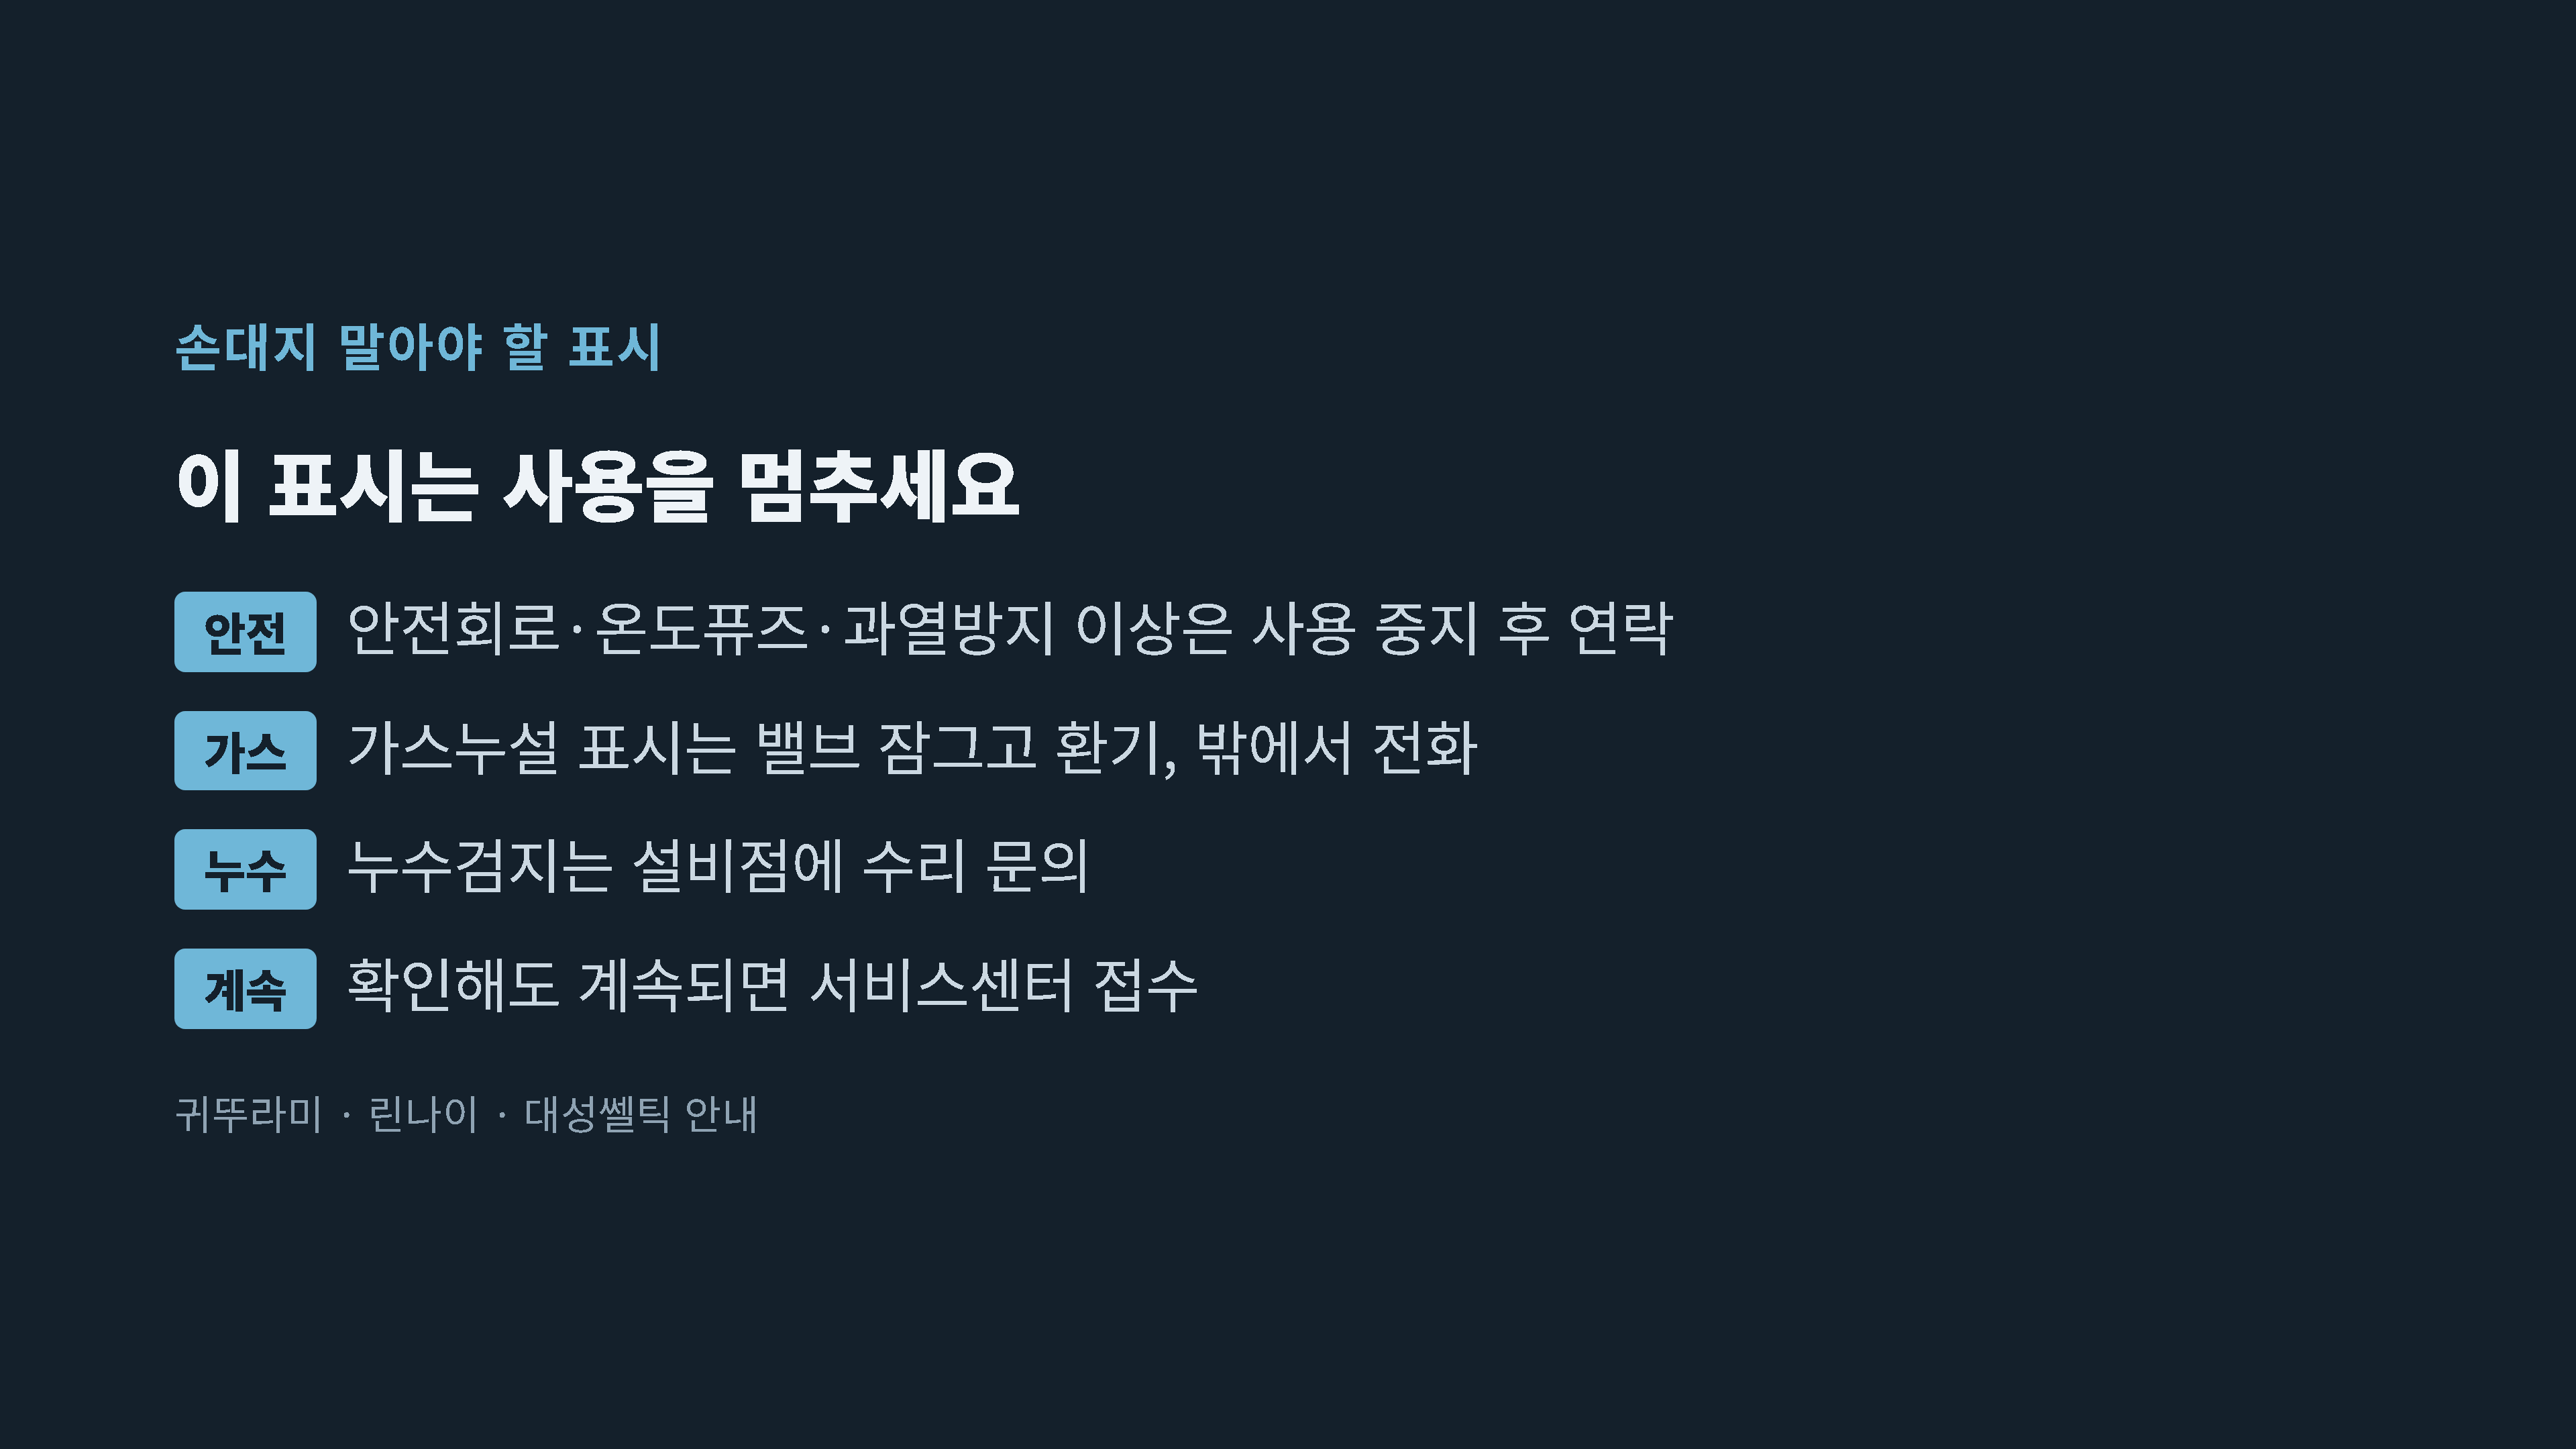 손대지 말아야 할 표시
이 표시는 사용을 멈추세요
안전 안전회로·온도퓨즈·과열방지 이상은 사용 중지 후 연락
가스 가스누설 표시는 밸브 잠그고 환기, 밖에서 전화
누수 누수검지는 설비점에 수리 문의
계속 확인해도 계속되면 서비스센터 접수
귀뚜라미 · 린나이 · 대성쎌틱 안내